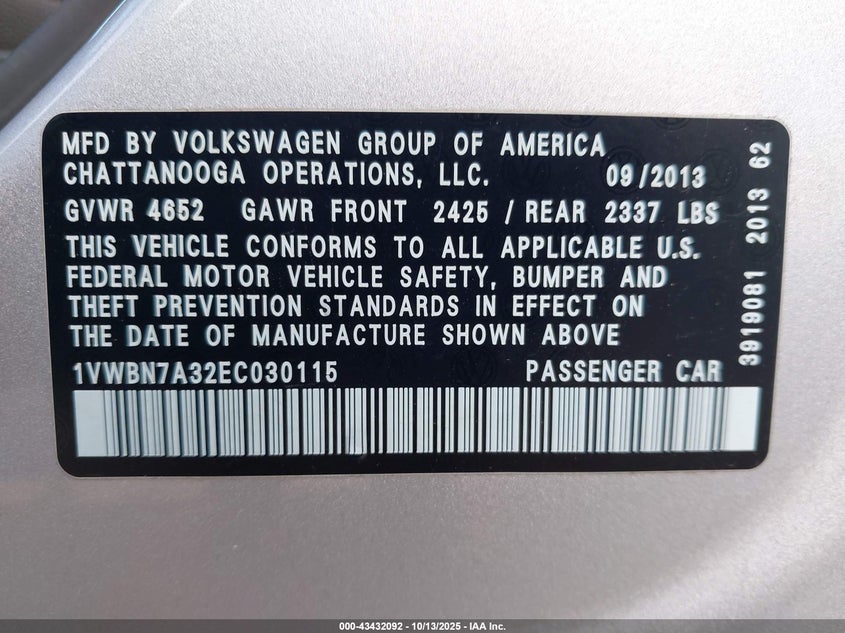 MFD BY VOLKSWAGEN GROUP OF AMERICA
CHATTANOOGA OPERATIONS, LLC. 09/2013
GVWR 4652 GAWR FRONT 2425 / REAR 2337 LBS
THIS VEHICLE CONFORMS TO ALL APPLICABLE U.S.
FEDERAL MOTOR VEHICLE SAFETY, BUMPER AND
THEFT PREVENTION STANDARDS IN EFFECT ON
THE DATE OF MANUFACTURE SHOWN ABOVE
1VWBN7A32EC030115 PASSENGER CAR
3919081 2013 62
000-43432092 - 10/13/2025 - IAA Inc.